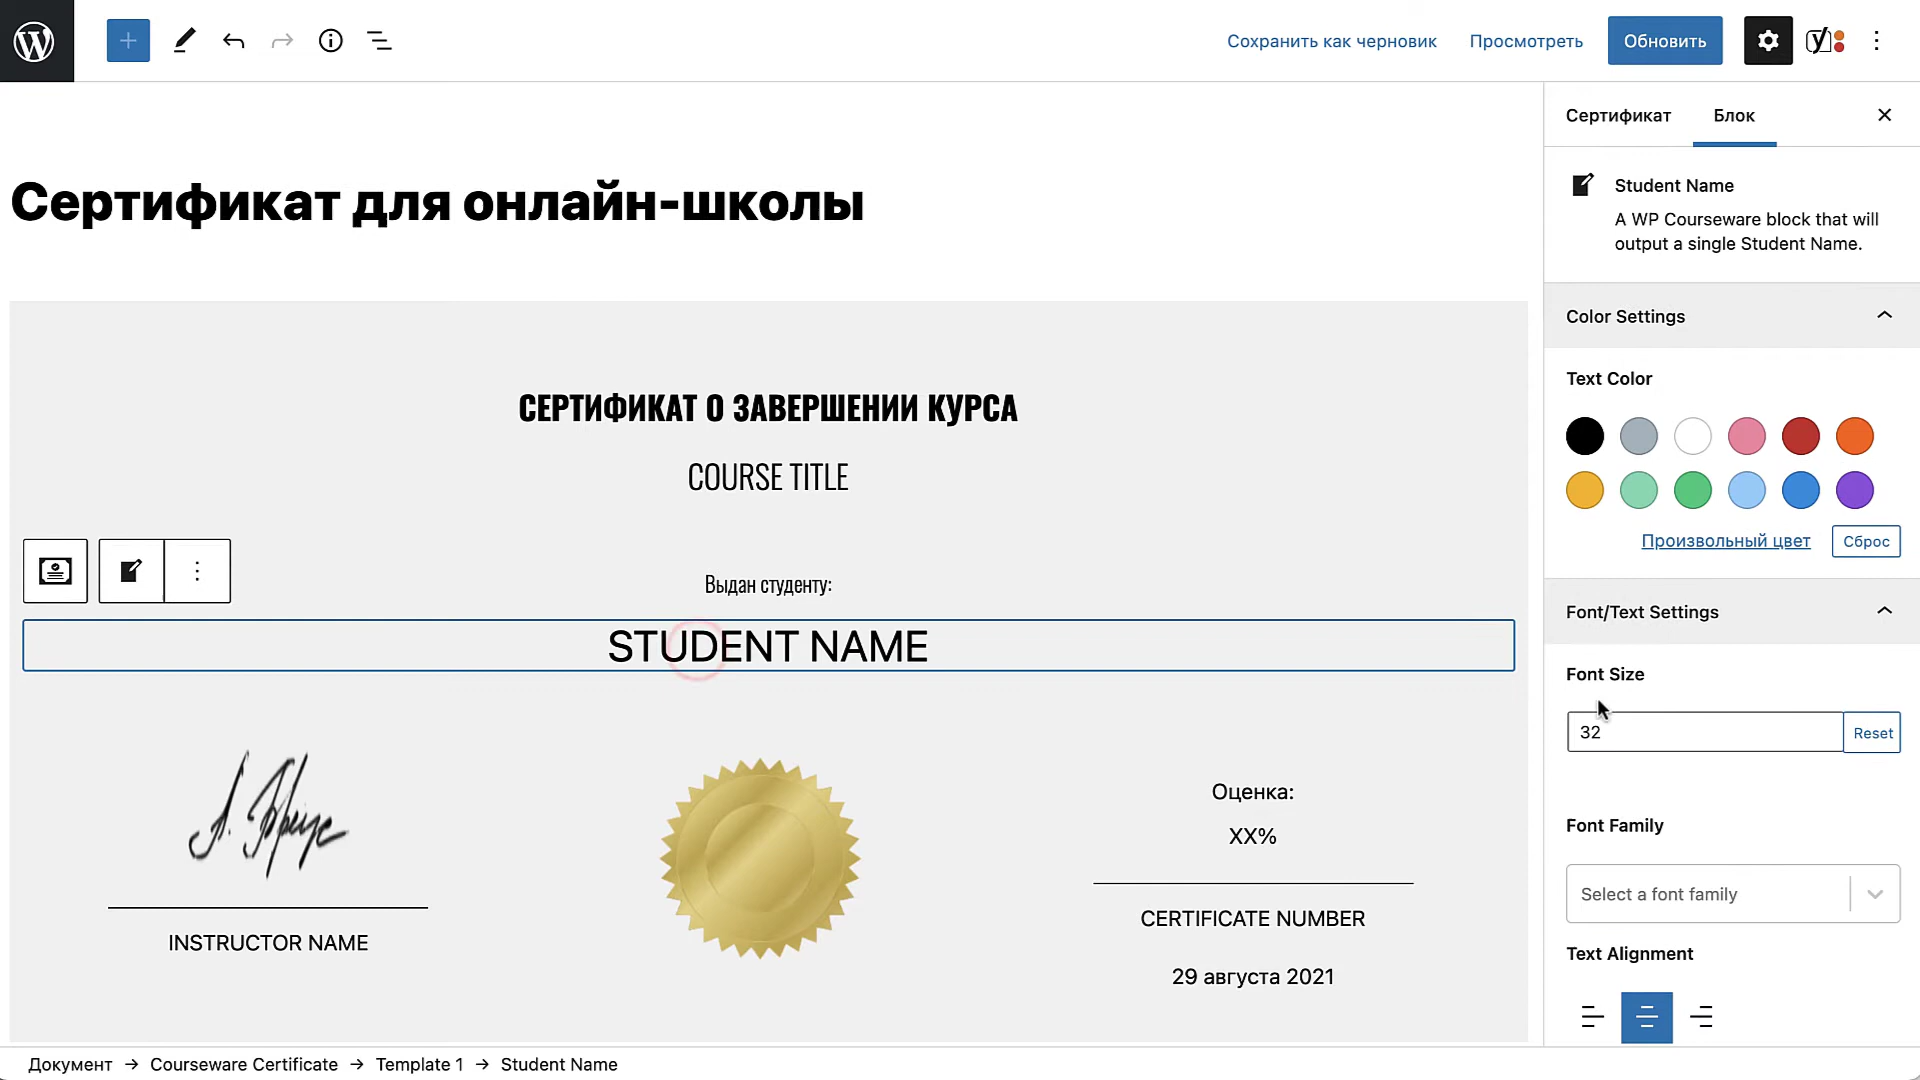 Сохранить как черновик
Просмотреть
Обновить
Сертификат
Блок
Сертификат для онлайн-школы
Student Name
A WP Courseware block that will
output a single Student Name.
Color Settings
Text Color
Произвольный цвет
Сброс
СЕРТИФИКАТ О ЗАВЕРШЕНИИ КУРСА
COURSE TITLE
Выдан студенту:
STUDENT NAME
Font/Text Settings
Font Size
32
Reset
Font Family
Select a font family
Text Alignment
INSTRUCTOR NAME
Оценка:
XX%
CERTIFICATE NUMBER
29 августа 2021
Документ → Courseware Certificate → Template 1 → Student Name